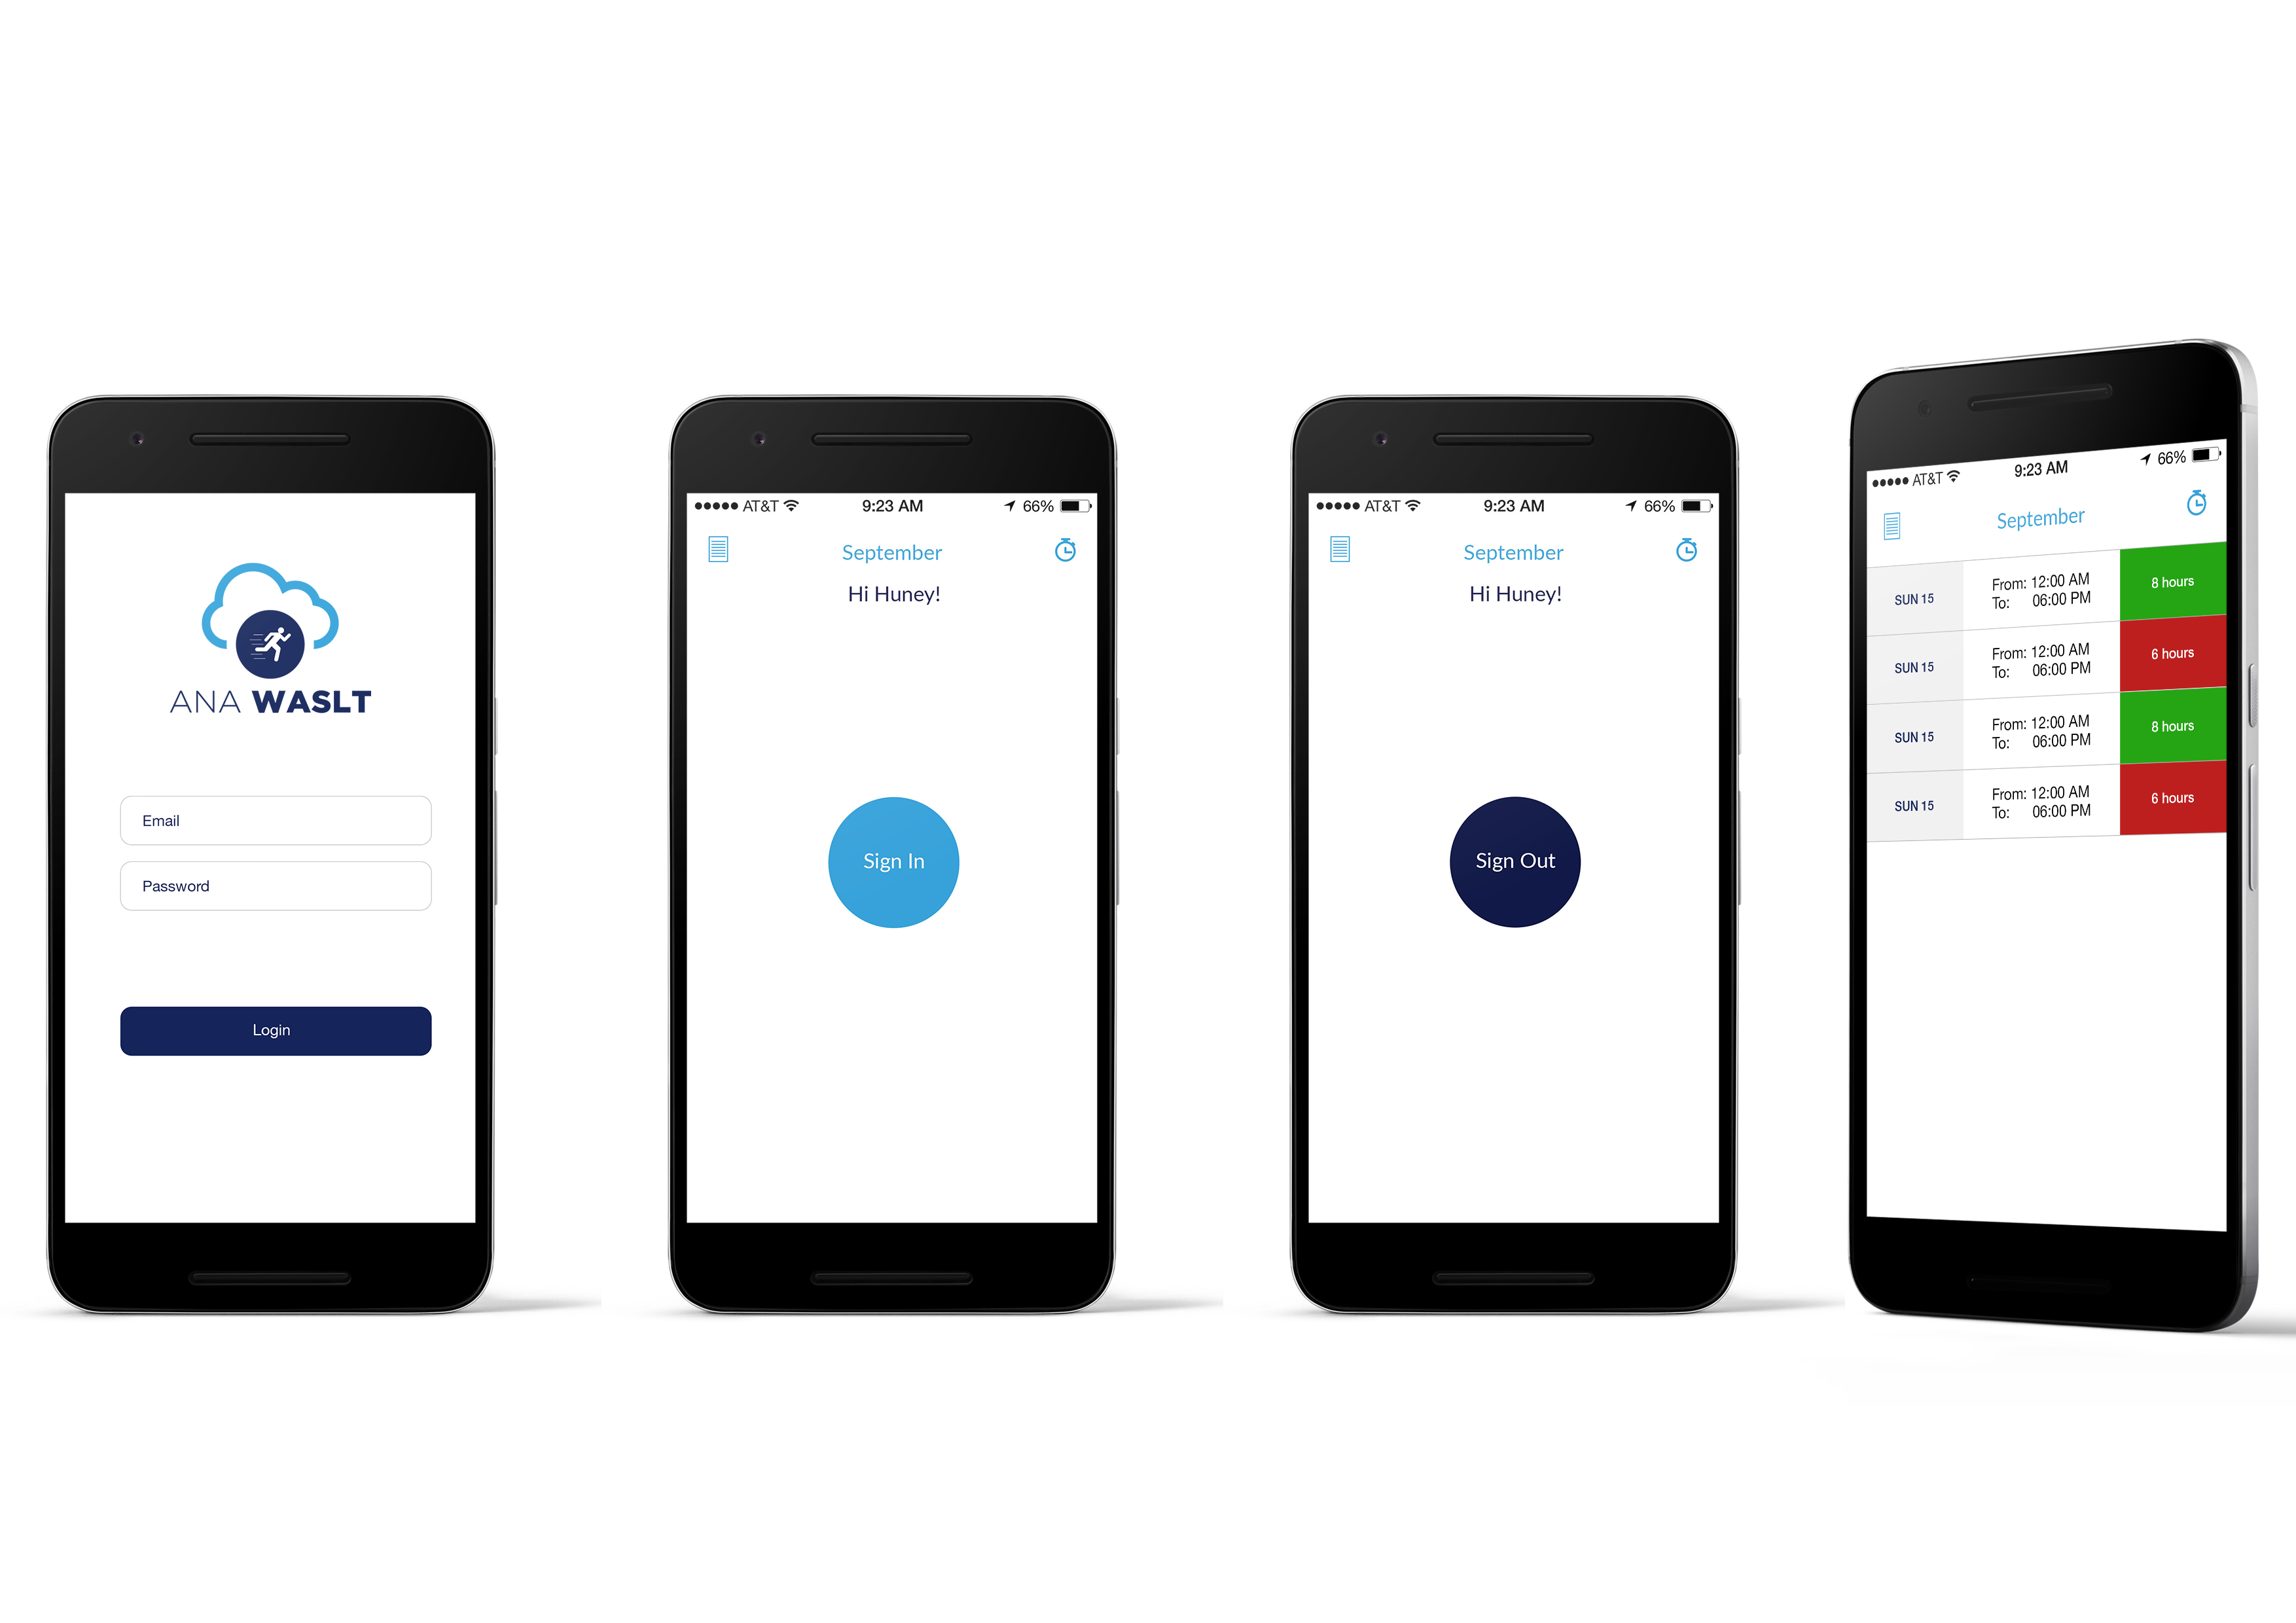 ANA WASLT
Email
Password
Login
AT&T 9:23 AM 66%
September
Hi Huney!
Sign In
AT&T 9:23 AM 66%
September
Hi Huney!
Sign Out
AT&T 9:23 AM 66%
September
SUN 15
From: 12:00 AM
To: 06:00 PM
8 hours
SUN 15
From: 12:00 AM
To: 06:00 PM
6 hours
SUN 15
From: 12:00 AM
To: 06:00 PM
8 hours
SUN 15
From: 12:00 AM
To: 06:00 PM
6 hours